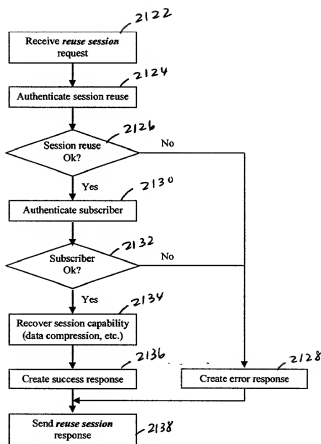 2122
Receive reuse session
request
2124
Authenticate session reuse
2126
Session reuse
Ok?
No
Yes
2130
Authenticate subscriber
2132
Subscriber
Ok?
No
Yes
2134
Recover session capability
(data compression, etc.)
2136
Create success response
2128
Create error response
Send reuse session
response
2138